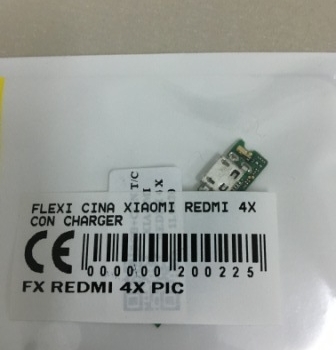 FLEXI CINA XIAOMI REDMI 4X
CON CHARGER
CE
000000 200225
FX REDMI 4X PIC